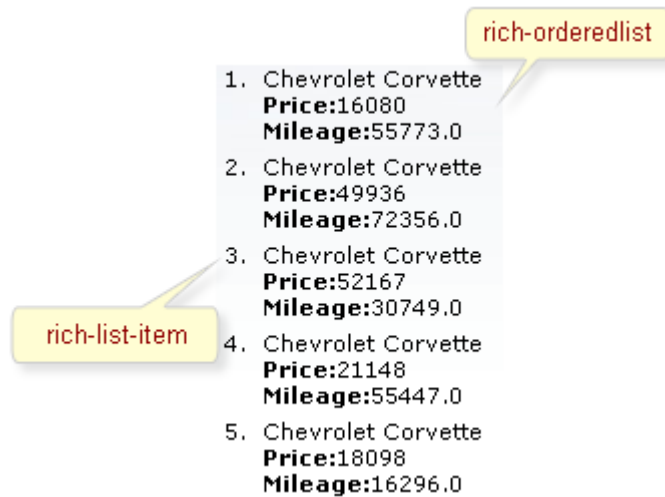 rich-orderedlist
1. Chevrolet Corvette
Price:16080
Mileage:55773.0
2. Chevrolet Corvette
Price:49936
Mileage:72356.0
3. Chevrolet Corvette
Price:52167
Mileage:30749.0
rich-list-item
4. Chevrolet Corvette
Price:21148
Mileage:55447.0
5. Chevrolet Corvette
Price:18098
Mileage:16296.0